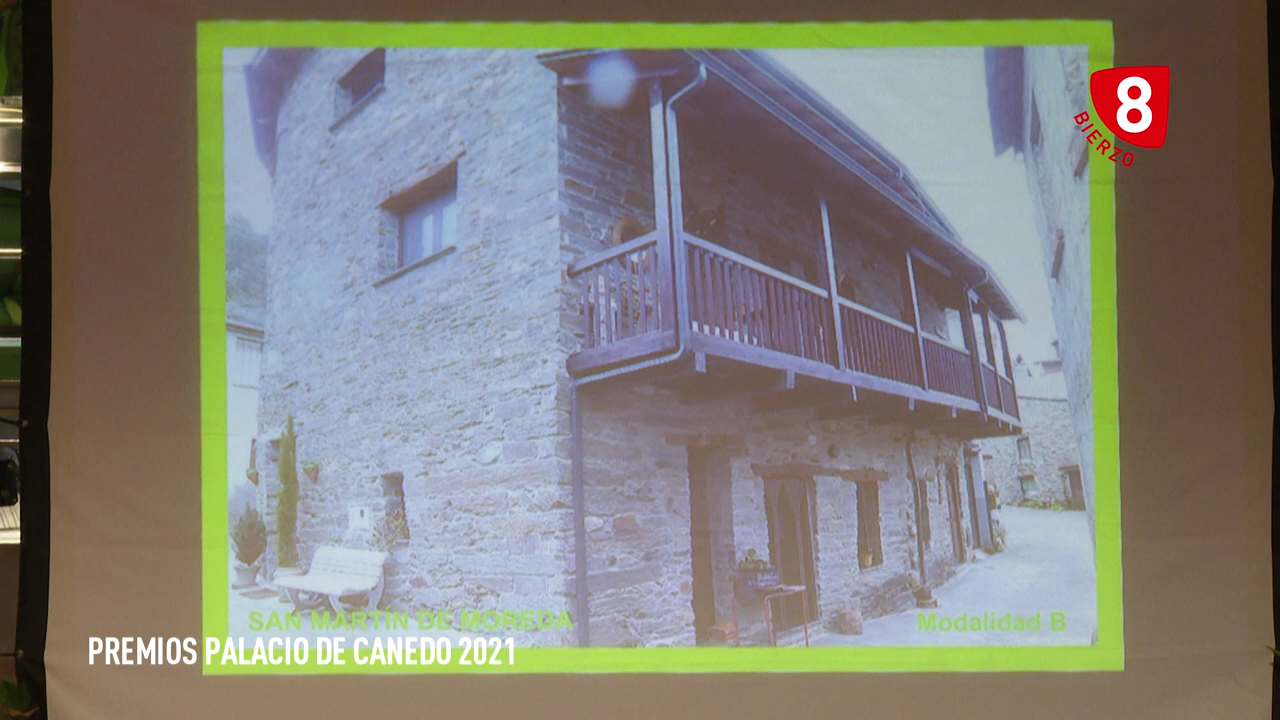 8
BIERZO
SAN MARTIN DE MOREDA
Modalidad B
PREMIOS PALACIO DE CANEDO 2021